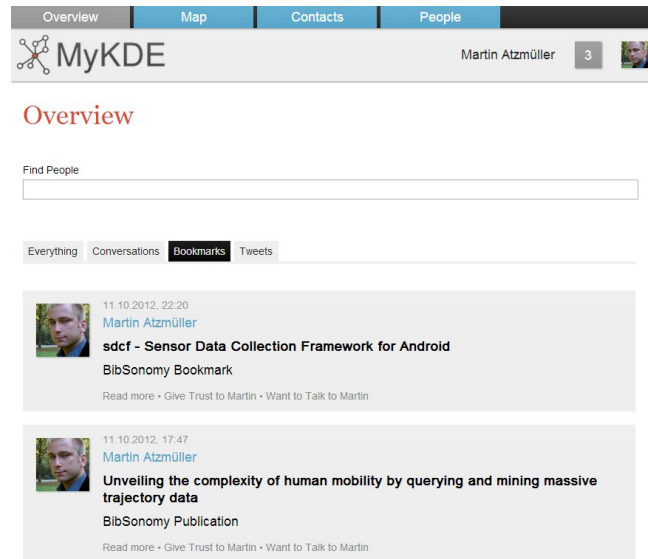 Overview Map Contacts People
MyKDE Martin Atzmüller 3
Overview
Find People
Everything Conversations Bookmarks Tweets
11.10.2012, 22:20
Martin Atzmüller
sdcf - Sensor Data Collection Framework for Android
BibSonomy Bookmark
Read more • Give Trust to Martin • Want to Talk to Martin
11.10.2012, 17:47
Martin Atzmüller
Unveiling the complexity of human mobility by querying and mining massive
trajectory data
BibSonomy Publication
Read more • Give Trust to Martin • Want to Talk to Martin